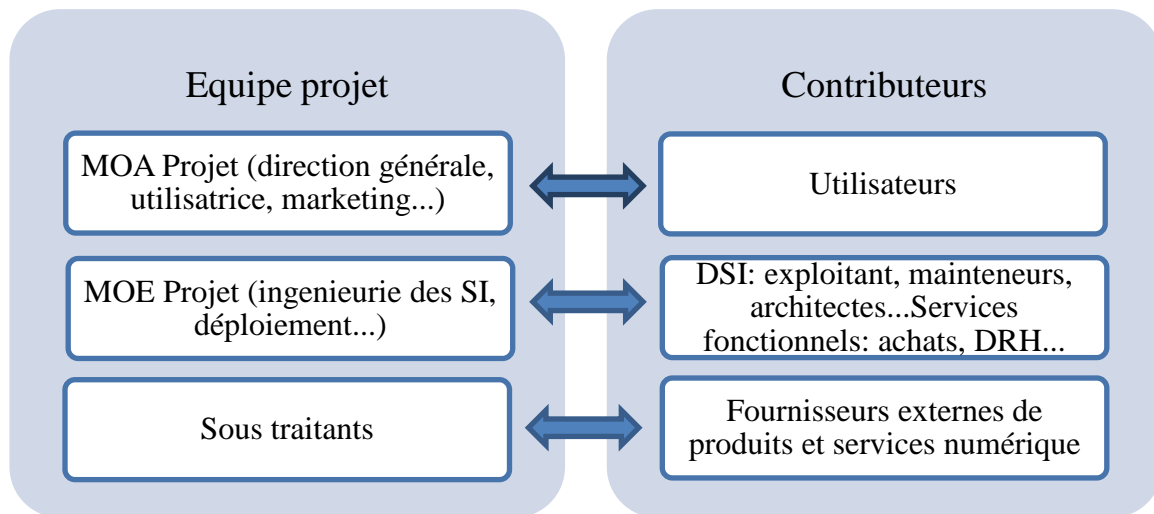 Equipe projet
MOA Projet (direction générale,
utilisatrice, marketing...)
MOE Projet (ingenieurie des SI,
déploiement...)
Sous traitants
Contributeurs
Utilisateurs
DSI: exploitant, mainteneurs,
architectes...Services
fonctionnels: achats, DRH...
Fournisseurs externes de
produits et services numérique